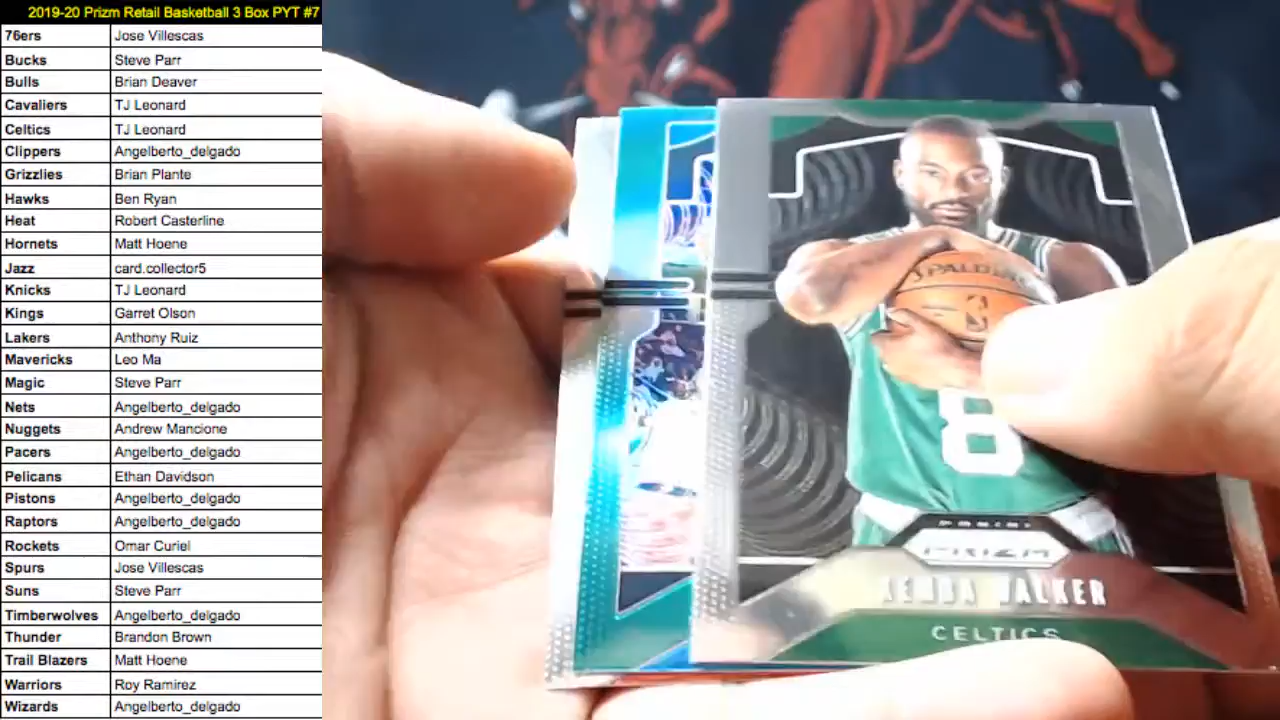 2019-20 Prizm Retail Basketball 3 Box PYT #7
76ers Jose Villescas
Bucks Steve Parr
Bulls Brian Deaver
Cavaliers TJ Leonard
Celtics TJ Leonard
Clippers Angelberto_delgado
Grizzlies Brian Plante
Hawks Ben Ryan
Heat Robert Casterline
Hornets Matt Hoene
Jazz card.collector5
Knicks TJ Leonard
Kings Garret Olson
Lakers Anthony Ruiz
Mavericks Leo Ma
Magic Steve Parr
Nets Angelberto_delgado
Nuggets Andrew Mancione
Pacers Angelberto_delgado
Pelicans Ethan Davidson
Pistons Angelberto_delgado
Raptors Angelberto_delgado
Rockets Omar Curiel
Spurs Jose Villescas
Suns Steve Parr
Timberwolves Angelberto_delgado
Thunder Brandon Brown
Trail Blazers Matt Hoene
Warriors Roy Ramirez
Wizards Angelberto_delgado
SPALDING
8
PANINI
PRIZM
KEMBA WALKER
CELTICS